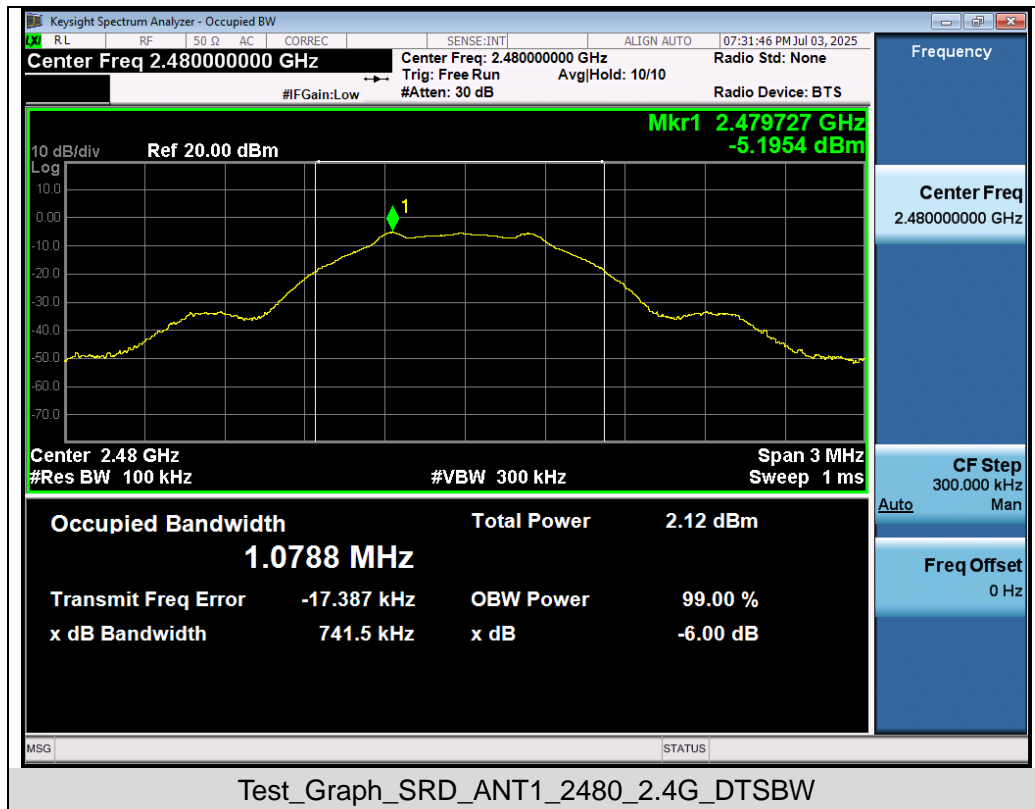 Keysight Spectrum Analyzer - Occupied BW
LXI RL RF 50 Ω AC CORREC SENSE:INT ALIGN AUTO 07:31:46 PM Jul 03, 2025
Center Freq 2.480000000 GHz
Center Freq: 2.480000000 GHz
Radio Std: None
Trig: Free Run Avg|Hold: 10/10
#IFGain:Low
#Atten: 30 dB
Radio Device: BTS
Frequency
Mkr1 2.479727 GHz
-5.1954 dBm
10 dB/div Ref 20.00 dBm
Log
10.0
0.00
-10.0
-20.0
-30.0
-40.0
-50.0
-60.0
-70.0
1
Center Freq
2.480000000 GHz
Center 2.48 GHz Span 3 MHz
#Res BW 100 kHz #VBW 300 kHz Sweep 1 ms
CF Step
300.000 kHz
Auto Man
Occupied Bandwidth Total Power 2.12 dBm
1.0788 MHz
Transmit Freq Error -17.387 kHz OBW Power 99.00 %
x dB Bandwidth 741.5 kHz x dB -6.00 dB
Freq Offset
0 Hz
MSG STATUS
Test_Graph_SRD_ANT1_2480_2.4G_DTSBW